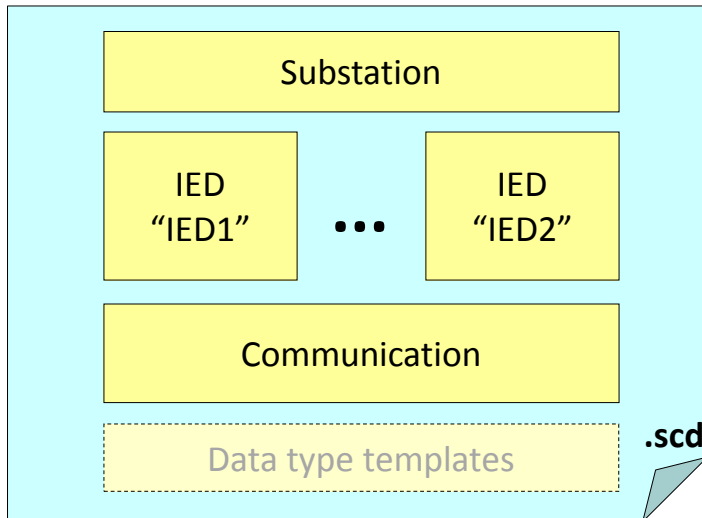 Substation
IED
“IED1”
...
IED
“IED2”
Communication
Data type templates
.scd